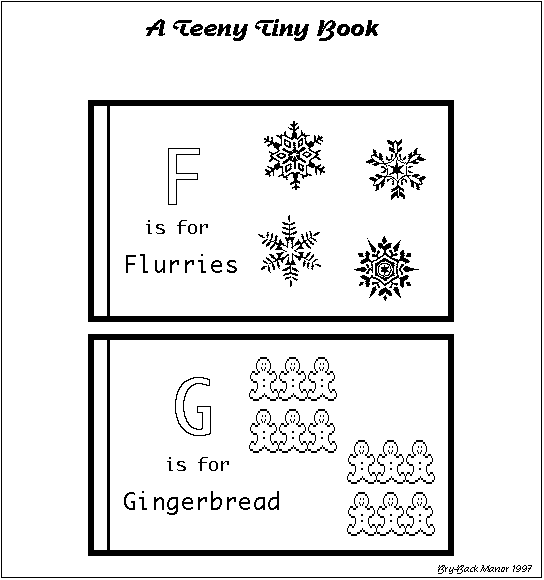 A Teeny Tiny Book
F
is for
Flurries
G
is for
Gingerbread
Bry-Back Manor 1997